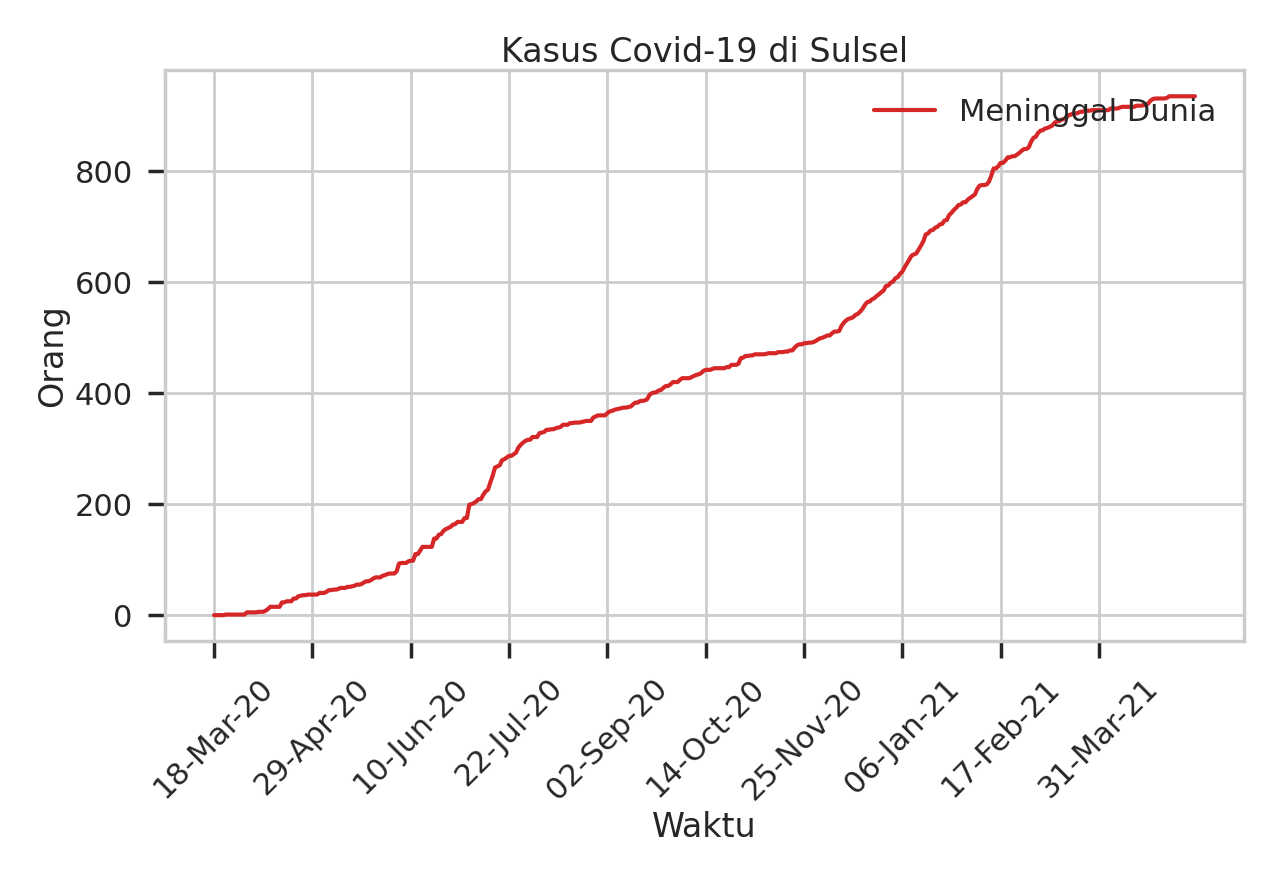 Kasus Covid-19 di Sulsel
Meninggal Dunia
Orang
800
600
400
200
0
18-Mar-20
29-Apr-20
10-Jun-20
22-Jul-20
02-Sep-20
14-Oct-20
25-Nov-20
06-Jan-21
17-Feb-21
31-Mar-21
Waktu